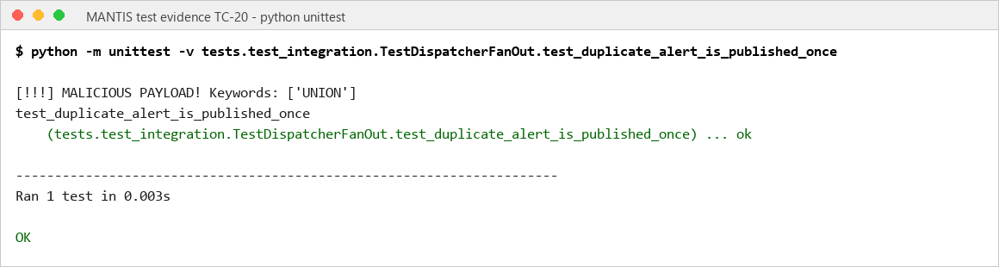 MANTIS test evidence TC-20 - python unittest
$ python -m unittest -v tests.test_integration.TestDispatcherFanOut.test_duplicate_alert_is_published_once
[!!!] MALICIOUS PAYLOAD! Keywords: ['UNION']
test_duplicate_alert_is_published_once
(tests.test_integration.TestDispatcherFanOut.test_duplicate_alert_is_published_once) ... ok
----------------------------------------------------------------------
Ran 1 test in 0.003s
OK